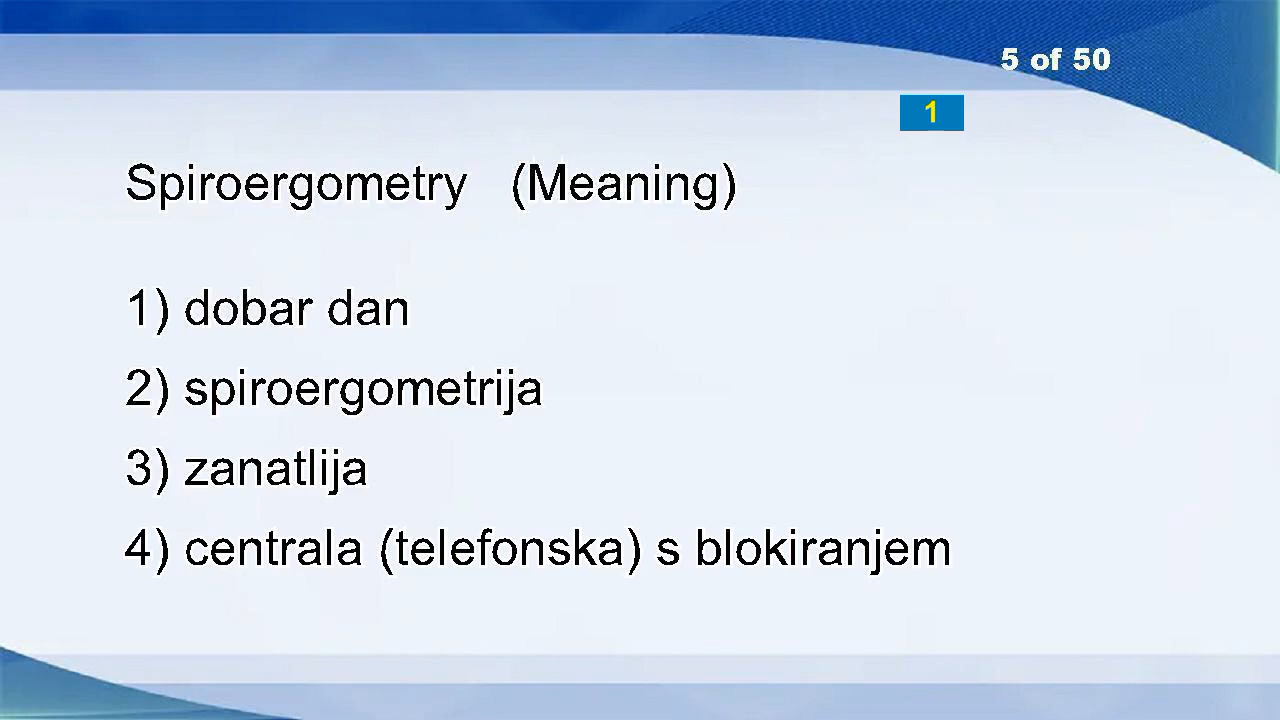 5 of 50
1
Spiroergometry (Meaning)
1) dobar dan
2) spiroergometrija
3) zanatlija
4) centrala (telefonska) s blokiranjem